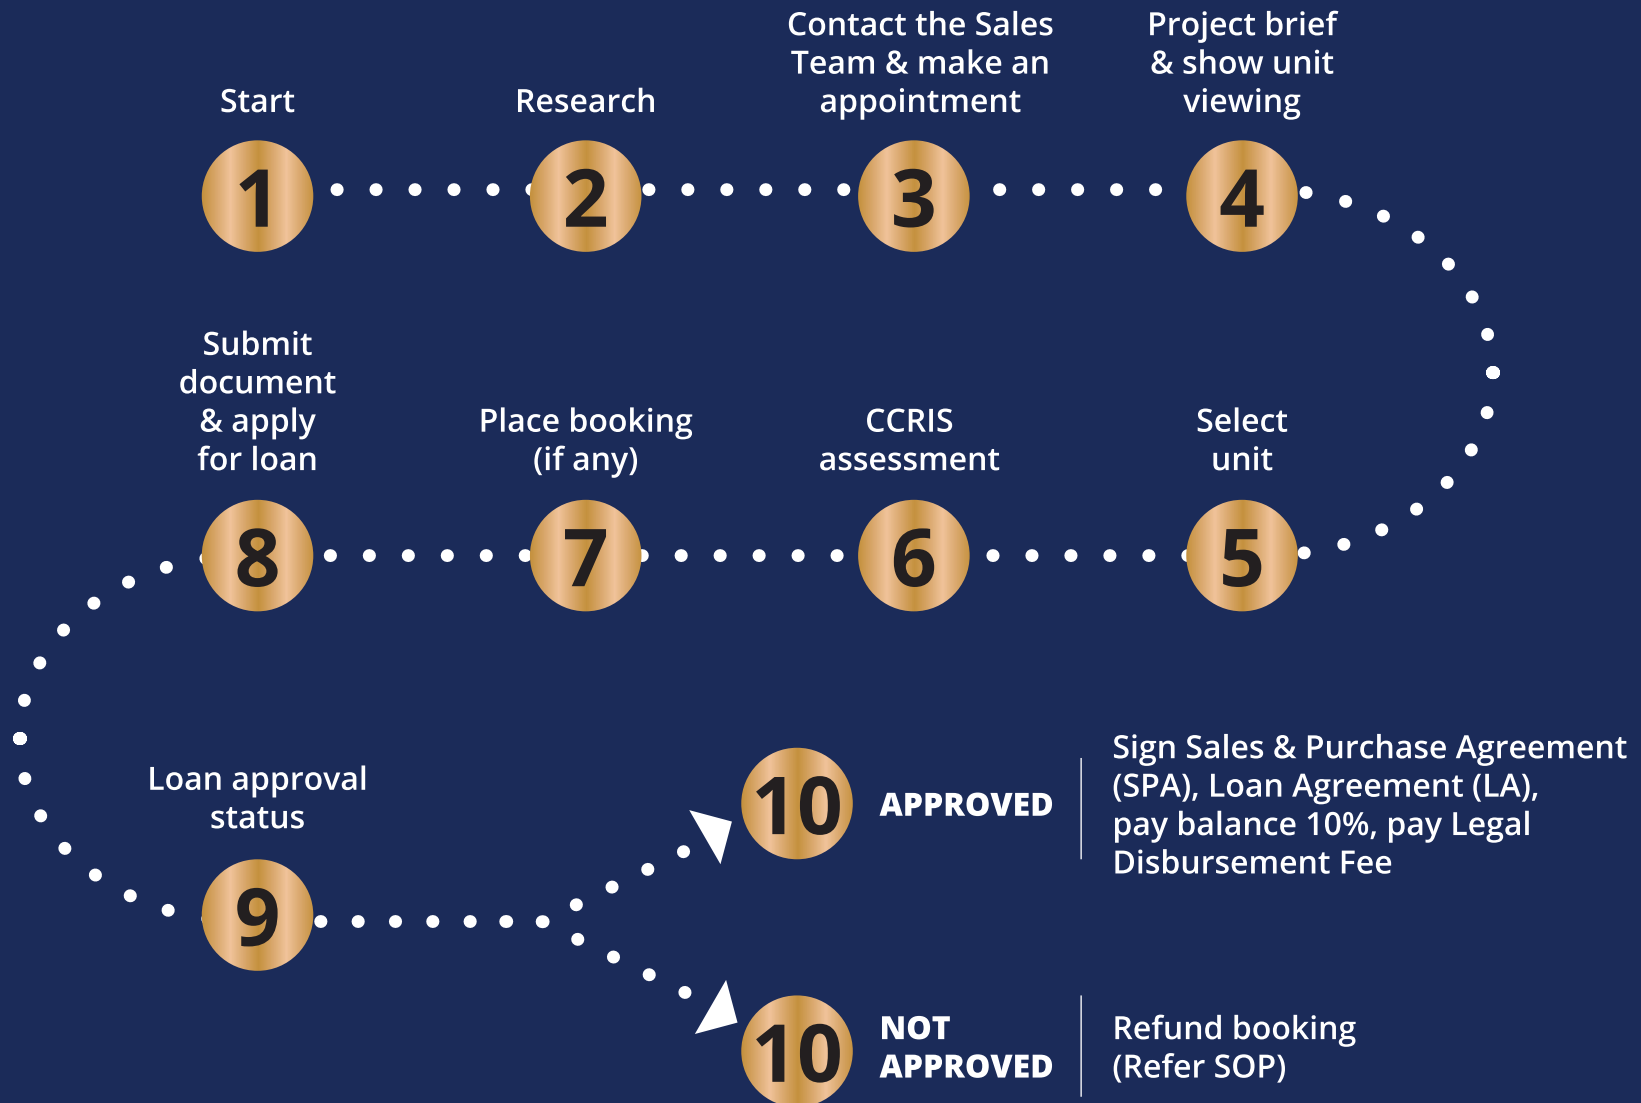 Start
1
Research
2
Contact the Sales
Team & make an
appointment
3
Project brief
& show unit
viewing
4
Select
unit
5
CCRIS
assessment
6
Place booking
(if any)
7
Submit
document
& apply
for loan
8
Loan approval
status
9
10
APPROVED
Sign Sales & Purchase Agreement
(SPA), Loan Agreement (LA),
pay balance 10%, pay Legal
Disbursement Fee
10
NOT
APPROVED
Refund booking
(Refer SOP)